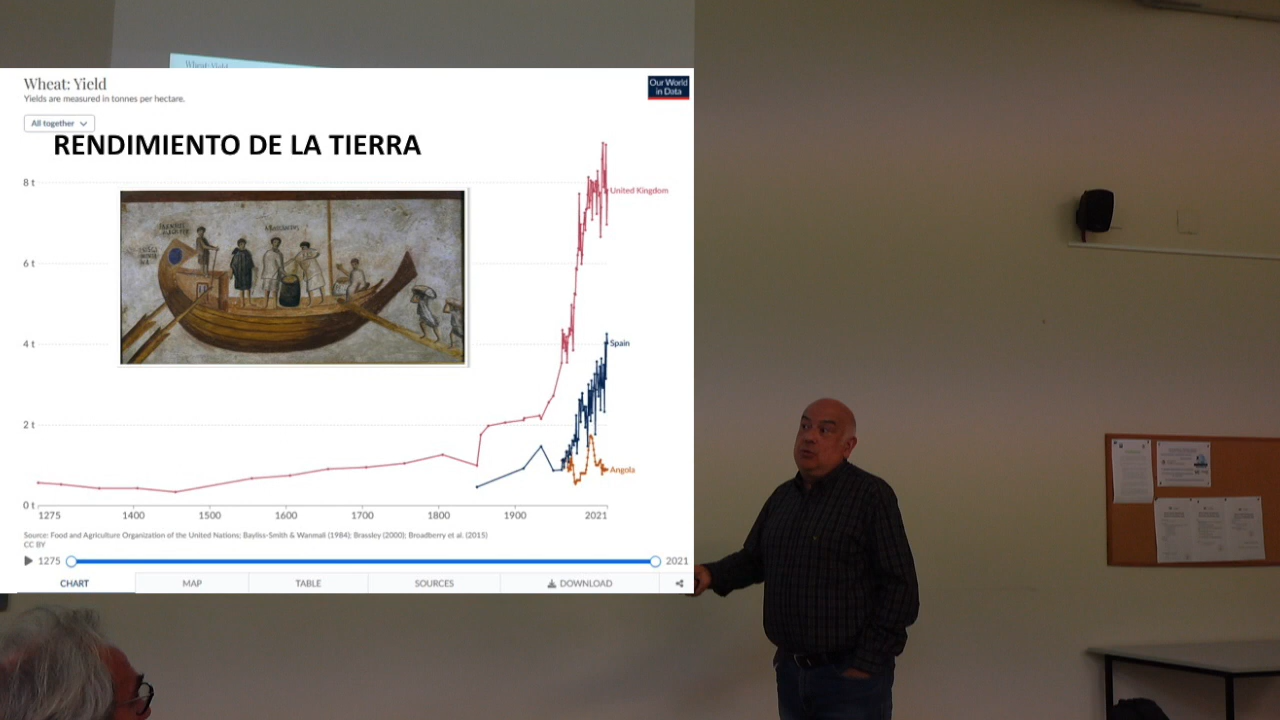 Wheat: Yield
Wheat: Yield
Yields are measured in tonnes per hectare.
Our World
in Data
All together
RENDIMIENTO DE LA TIERRA
8 t
6 t
4 t
2 t
0 t
United Kingdom
Spain
Angola
1275
1400
1500
1600
1700
1800
1900
2021
Source: Food and Agriculture Organization of the United Nations; Bayliss-Smith & Wanmali (1984); Brassley (2000); Broadberry et al. (2015)
CC BY
1275
2021
CHART
MAP
TABLE
SOURCES
DOWNLOAD